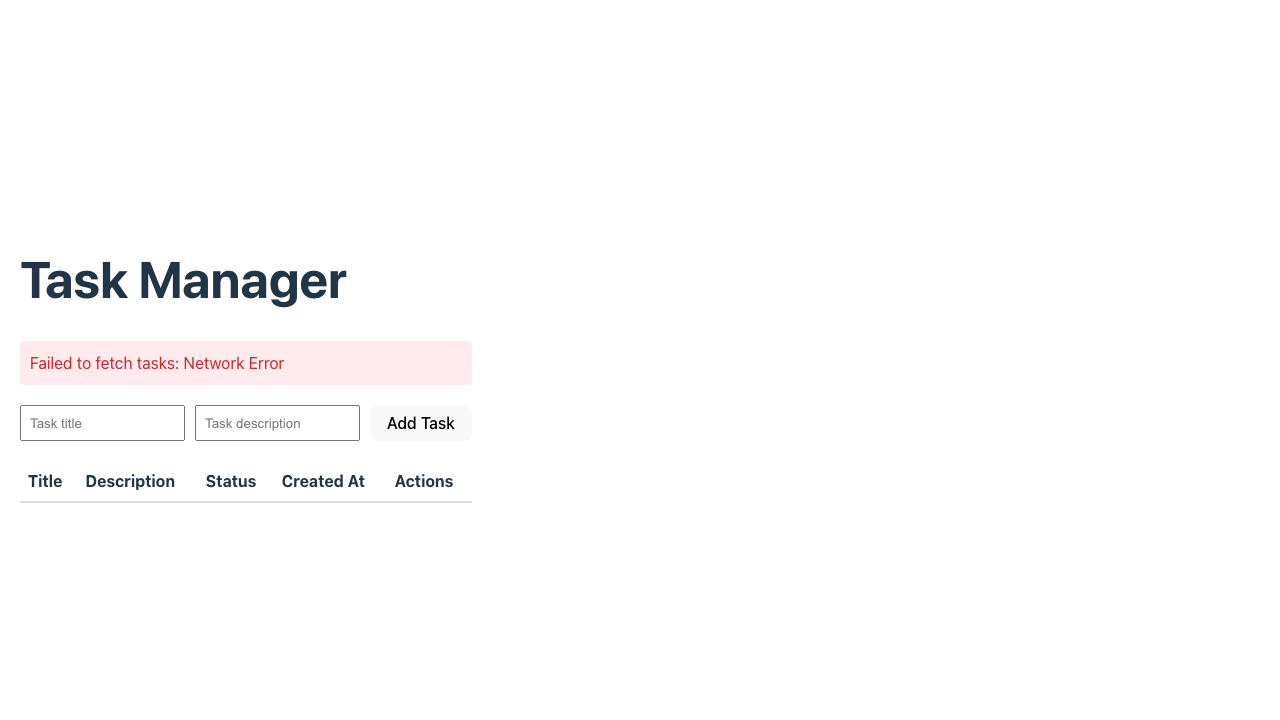 Task Manager
Failed to fetch tasks: Network Error
Task title Task description Add Task
Title Description Status Created At Actions